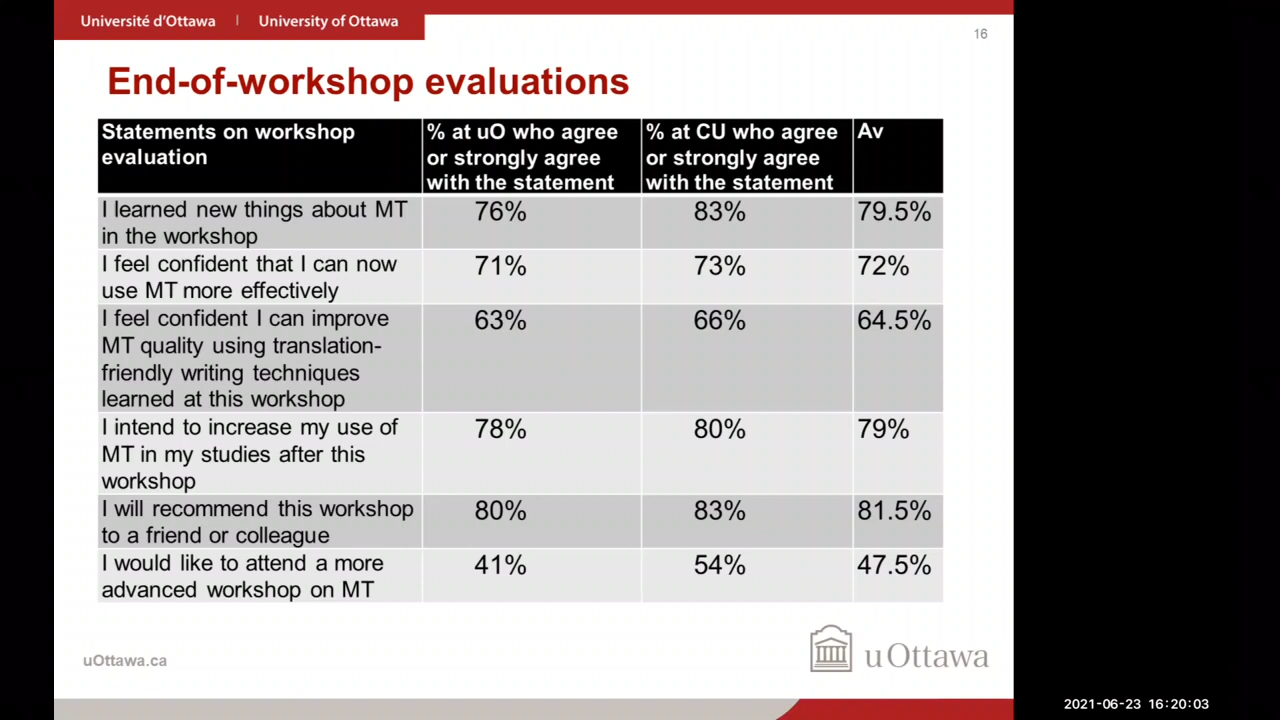 Université d'Ottawa | University of Ottawa
16
End-of-workshop evaluations
Statements on workshop evaluation
% at uO who agree or strongly agree with the statement
% at CU who agree or strongly agree with the statement
Av
I learned new things about MT in the workshop
76%
83%
79.5%
I feel confident that I can now use MT more effectively
71%
73%
72%
I feel confident I can improve MT quality using translation-friendly writing techniques learned at this workshop
63%
66%
64.5%
I intend to increase my use of MT in my studies after this workshop
78%
80%
79%
I will recommend this workshop to a friend or colleague
80%
83%
81.5%
I would like to attend a more advanced workshop on MT
41%
54%
47.5%
uOttawa.ca
uOttawa
2021-06-23 16:20:03